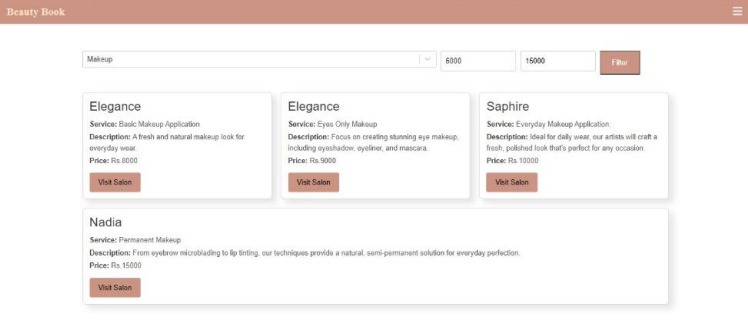 Beauty Book
Makeup 6000 15000 Filter
Elegance
Service: Basic Makeup Application
Description: A fresh and natural makeup look for
everyday wear.
Price: Rs.8000
Visit Salon
Elegance
Service: Eyes Only Makeup
Description: Focus on creating stunning eye makeup,
including eyeshadow, eyeliner, and mascara.
Price: Rs.9000
Visit Salon
Saphire
Service: Everyday Makeup Application
Description: Ideal for daily wear, our artists will craft a
fresh, polished look that's perfect for any occasion.
Price: Rs.10000
Visit Salon
Nadia
Service: Permanent Makeup
Description: From eyebrow microblading to lip tinting, our techniques provide a natural, semi-permanent solution for everyday perfection.
Price: Rs.15000
Visit Salon